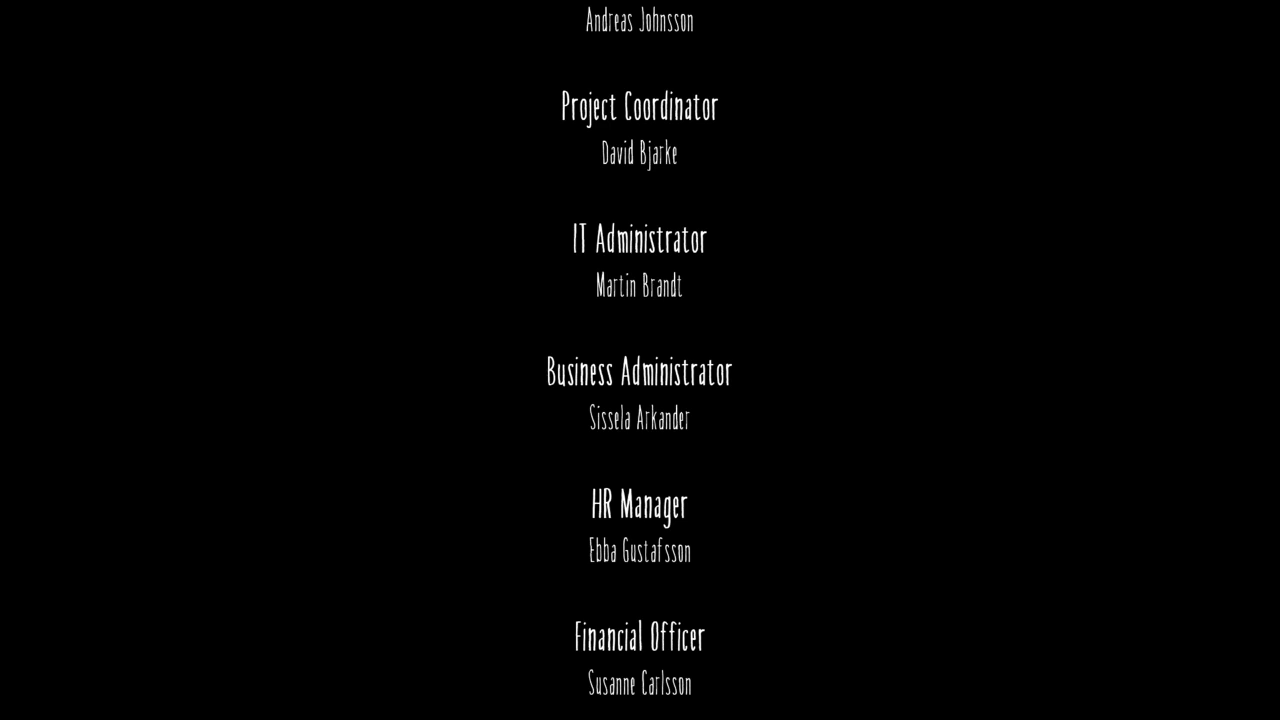 Andreas Johnsson
Project Coordinator
David Bjarke
IT Administrator
Martin Brandt
Business Administrator
Sissela Arkander
HR Manager
Ebba Gustafsson
Financial Officer
Susanne Carlsson